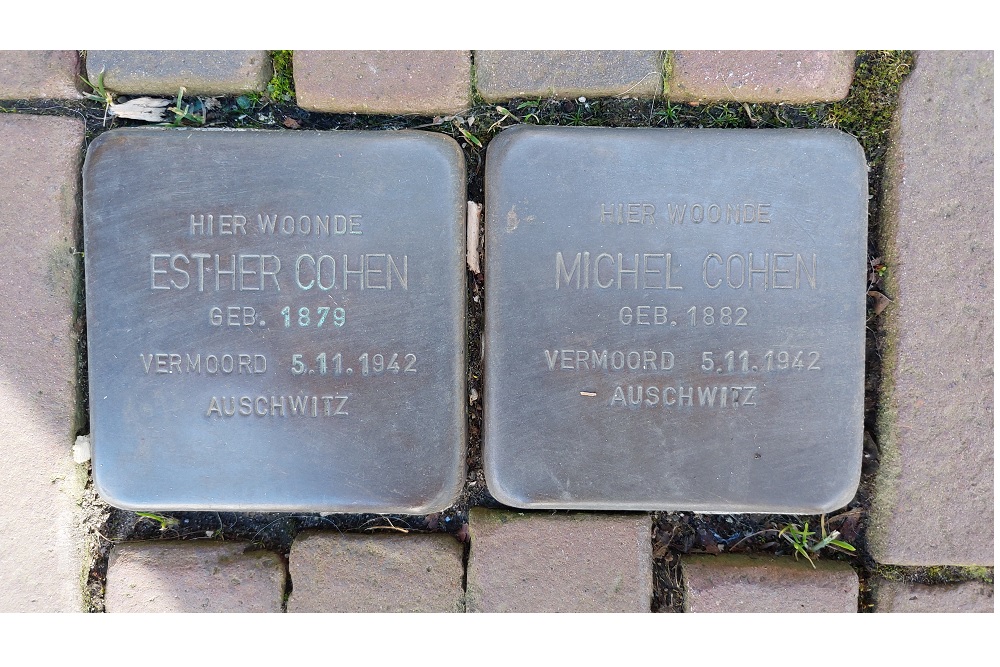 HIER WOONDE
ESTHER COHEN
GEB. 1879
VERMOORD 5.11.1942
AUSCHWITZ
HIER WOONDE
MICHEL COHEN
GEB. 1882
VERMOORD 5.11.1942
AUSCHWITZ